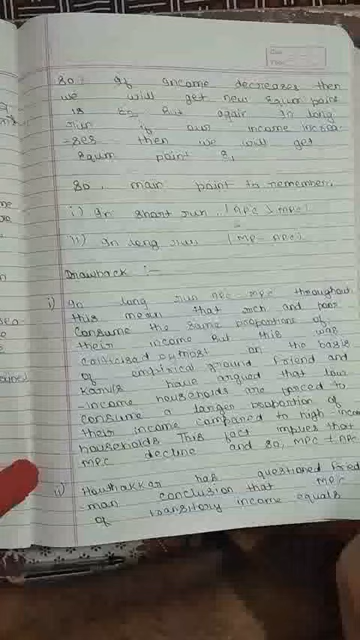 So, If income decreases then
we will get new Equm point
is E2. But again in long
run if our income increa
-ses then we will get
Equm point E1
So, main point to remember,
i) In short run, (APC > MPC)
ii) In long run (MPC = APC)
Drawback :-
i) In long run APC = MPC throughout
this mean that rich and poor
consume the same proportions of
their income But this was
criticised on the basis
of empirical ground Friend and
Kravis have argued that low
-income households are forced to
consume a larger proportion of
their income compared to high-income
households This fact implies that
MPC decline and so, MPC ≠ APC
ii) Houthakkar has questioned Fried
man conclusion that MPC
of transitory income equals